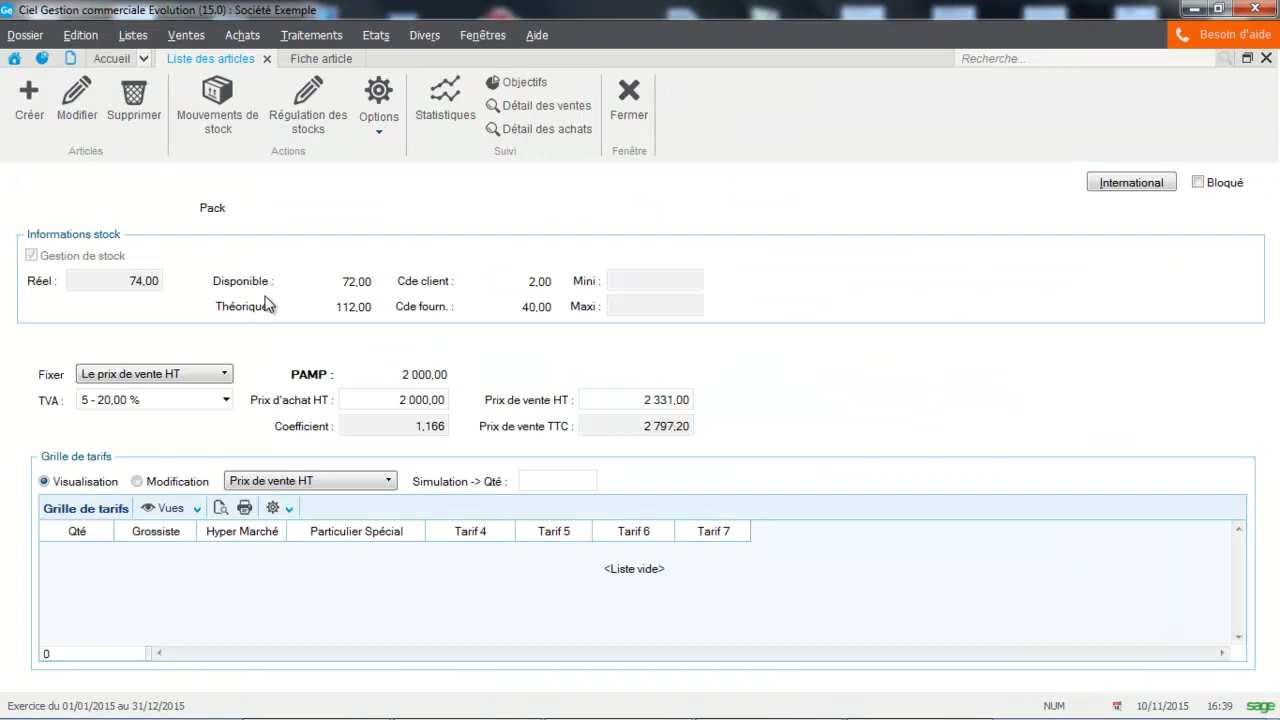 Ge Ciel Gestion commerciale Evolution (15.0) : Société Exemple
Dossier Edition Listes Ventes Achats Traitements Etats Divers Fenêtres Aide Besoin d'aide
Accueil Liste des articles Fiche article Recherche...
Créer Modifier Supprimer Mouvements de stock Régulation des stocks Options Statistiques Objectifs Détail des ventes Détail des achats Fermer
Articles Actions Suivi Fenêtre
International Bloqué
Pack
Informations stock
Gestion de stock
Réel : 74,00 Disponible : 72,00 Cde client : 2,00 Mini :
Théorique 112,00 Cde fourn. : 40,00 Maxi :
Fixer Le prix de vente HT PAMP : 2 000,00
TVA : 5 - 20,00 % Prix d'achat HT : 2 000,00 Prix de vente HT : 2 331,00
Coefficient : 1,166 Prix de vente TTC : 2 797,20
Grille de tarifs
Visualisation Modification Prix de vente HT Simulation -> Qté :
Grille de tarifs Vues
Qté Grossiste Hyper Marché Particulier Spécial Tarif 4 Tarif 5 Tarif 6 Tarif 7
<Liste vide>
0
Exercice du 01/01/2015 au 31/12/2015 NUM 10/11/2015 16:39 sage